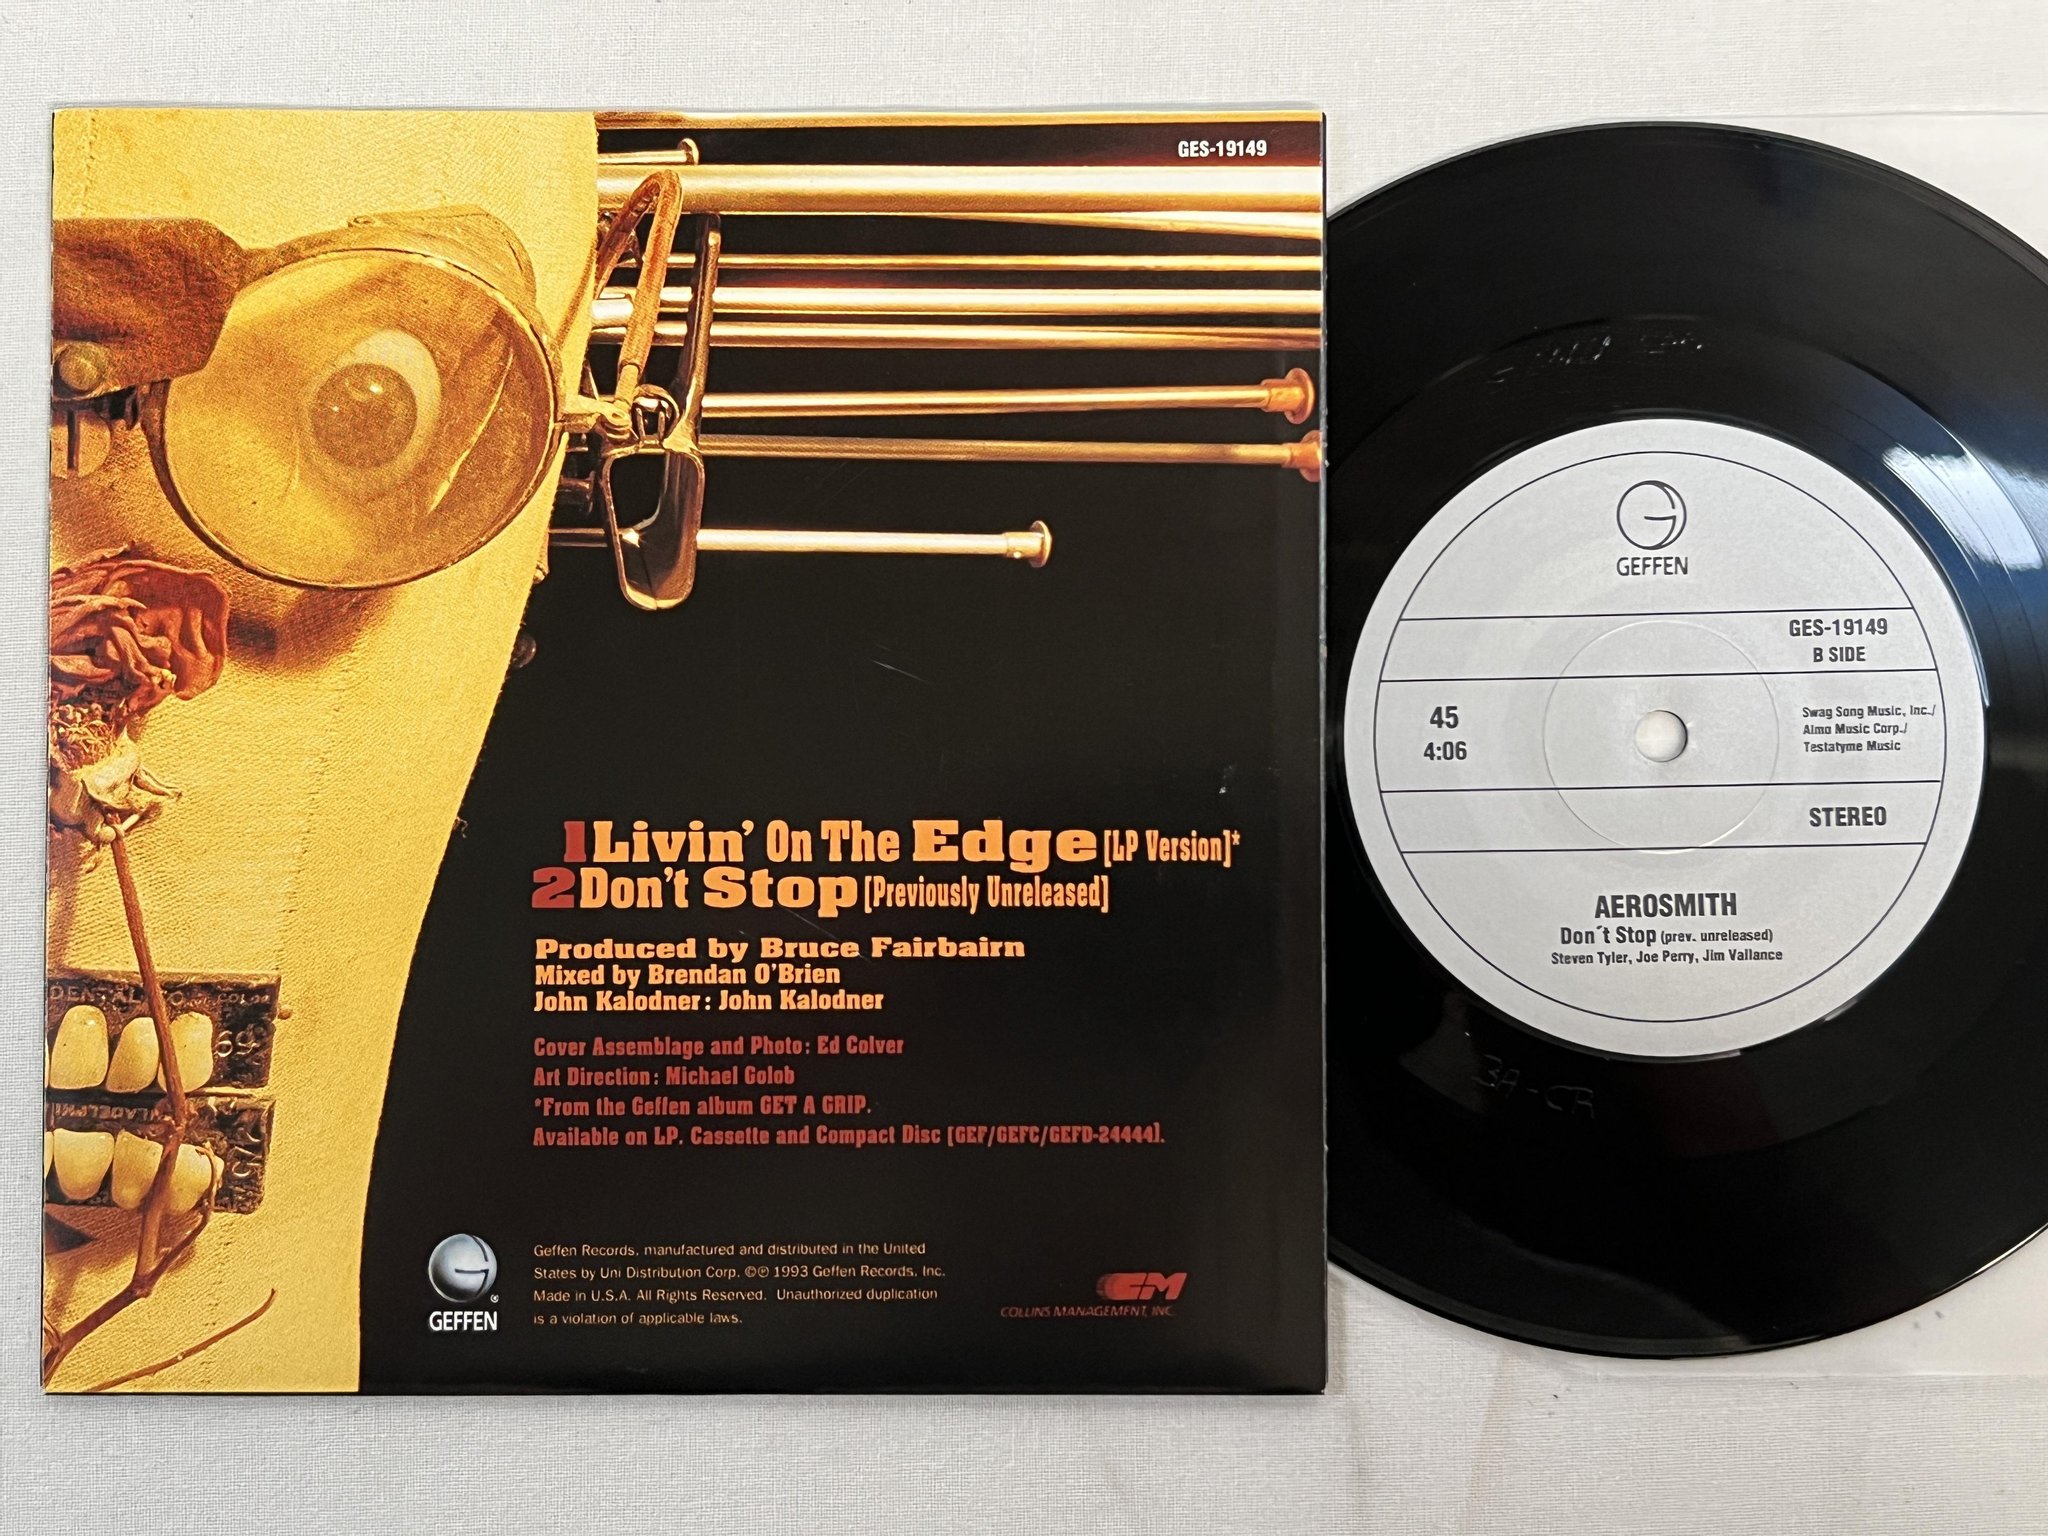 GES-19149
1 Livin' On The Edge [LP Version]*
2 Don't Stop [Previously Unreleased]
Produced by Bruce Fairbairn
Mixed by Brendan O'Brien
John Kalodner: John Kalodner
Cover Assemblage and Photo: Ed Colver
Art Direction: Michael Golob
*From the Geffen album GET A GRIP.
Available on LP, Cassette and Compact Disc [GEF/GEFC/GEFD-24444].
GEFFEN
Geffen Records, manufactured and distributed in the United
States by Uni Distribution Corp. ©℗ 1993 Geffen Records, Inc.
Made in U.S.A. All Rights Reserved. Unauthorized duplication
is a violation of applicable laws.
CM
COLLINS MANAGEMENT, INC.
DENTAL
69
GEFFEN
GES-19149
B SIDE
45
4:06
Swag Song Music, Inc./
Alma Music Corp./
Testatyme Music
STEREO
AEROSMITH
Don´t Stop (prev. unreleased)
Steven Tyler, Joe Perry, Jim Vallance
3A-CR